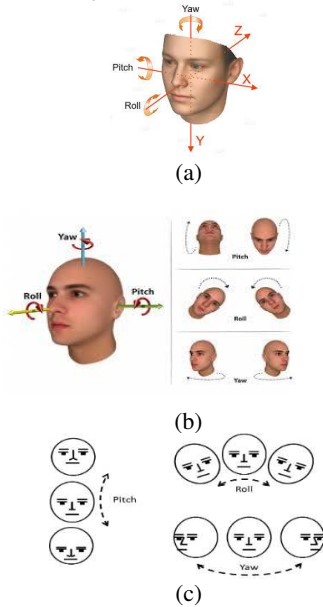 Yaw
Z
Pitch
X
Roll
Y
(a)
Yaw
Roll
Pitch
Pitch
Roll
Yaw
(b)
Pitch
Roll
Yaw
(c)